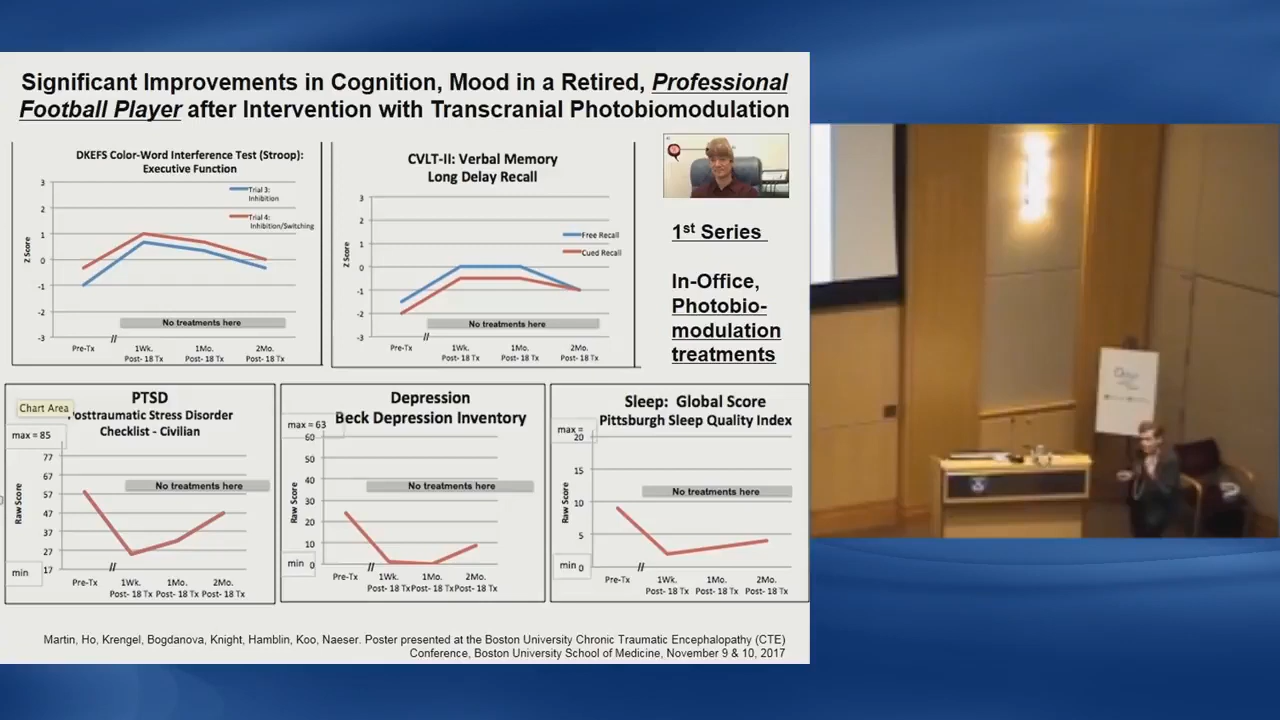 Significant Improvements in Cognition, Mood in a Retired, Professional
Football Player after Intervention with Transcranial Photobiomodulation
DKEFS Color-Word Interference Test (Stroop):
Executive Function
3
2
1
0
-1
-2
-3
Z Score
Trial 3:
Inhibition
Trial 4:
Inhibition/Switching
No treatments here
//
Pre-Tx
1Wk.
Post- 18 Tx
1Mo.
Post- 18 Tx
2Mo.
Post- 18 Tx
CVLT-II: Verbal Memory
Long Delay Recall
3
2
1
0
-1
-2
-3
Z Score
Free Recall
Cued Recall
No treatments here
//
Pre-Tx
1Wk.
Post- 18 Tx
1Mo.
Post- 18 Tx
2Mo.
Post- 18 Tx
1st Series
In-Office,
Photobio-
modulation
treatments
PTSD
Chart Area
Posttraumatic Stress Disorder
Checklist - Civilian
max = 85
77
67
57
47
37
27
17
min
Raw Score
No treatments here
//
Pre-Tx
1Wk.
Post- 18 Tx
1Mo.
Post- 18 Tx
2Mo.
Post- 18 Tx
Depression
Beck Depression Inventory
max = 63
60
50
40
30
20
10
0
min
Raw Score
No treatments here
//
Pre-Tx
1Wk.
Post- 18 Tx
1Mo.
Post- 18 Tx
2Mo.
Post- 18 Tx
Sleep: Global Score
Pittsburgh Sleep Quality Index
max =
20
15
10
5
0
min
Raw Score
No treatments here
//
Pre-Tx
1Wk.
Post- 18 Tx
1Mo.
Post- 18 Tx
2Mo.
Post- 18 Tx
Martin, Ho, Krengel, Bogdanova, Knight, Hamblin, Koo, Naeser. Poster presented at the Boston University Chronic Traumatic Encephalopathy (CTE)
Conference, Boston University School of Medicine, November 9 & 10, 2017